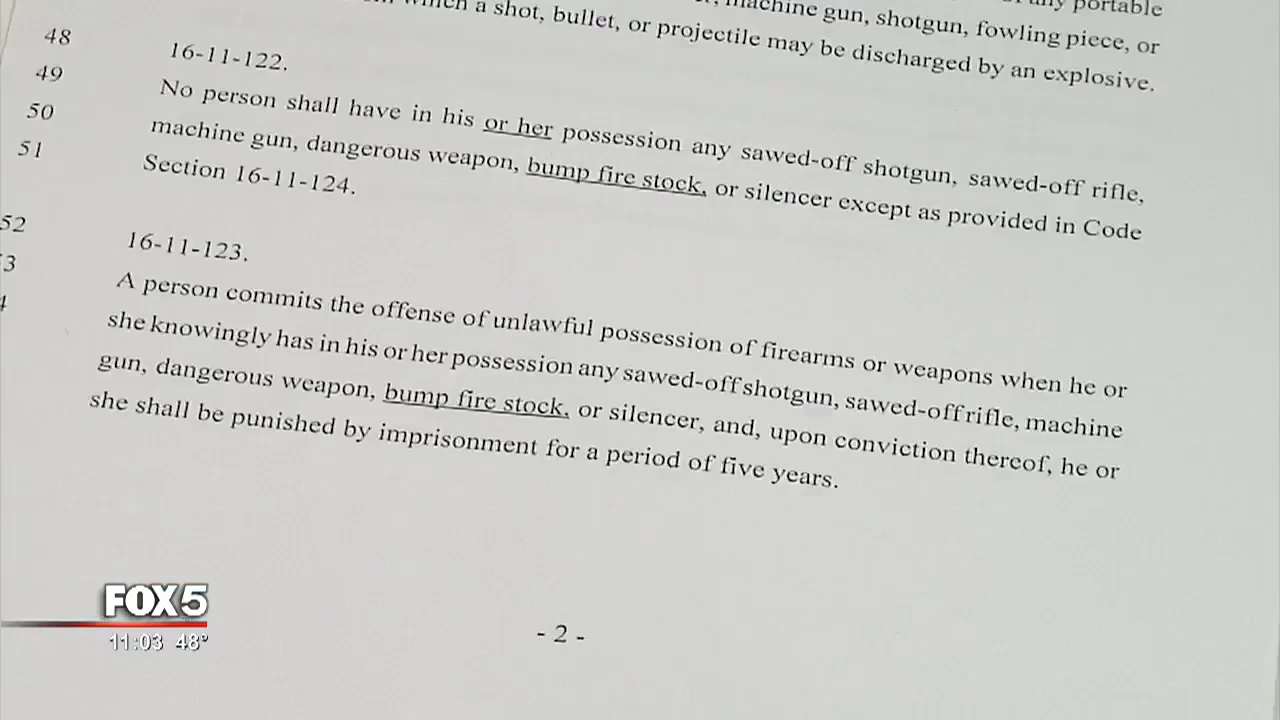 any portable
machine gun, shotgun, fowling piece, or
which a shot, bullet, or projectile may be discharged by an explosive.
48 16-11-122.
49 No person shall have in his or her possession any sawed-off shotgun, sawed-off rifle,
50 machine gun, dangerous weapon, bump fire stock, or silencer except as provided in Code
51 Section 16-11-124.
52 16-11-123.
3 A person commits the offense of unlawful possession of firearms or weapons when he or
4 she knowingly has in his or her possession any sawed-off shotgun, sawed-off rifle, machine
gun, dangerous weapon, bump fire stock, or silencer, and, upon conviction thereof, he or
she shall be punished by imprisonment for a period of five years.
- 2 -
FOX 5
11:03 48°